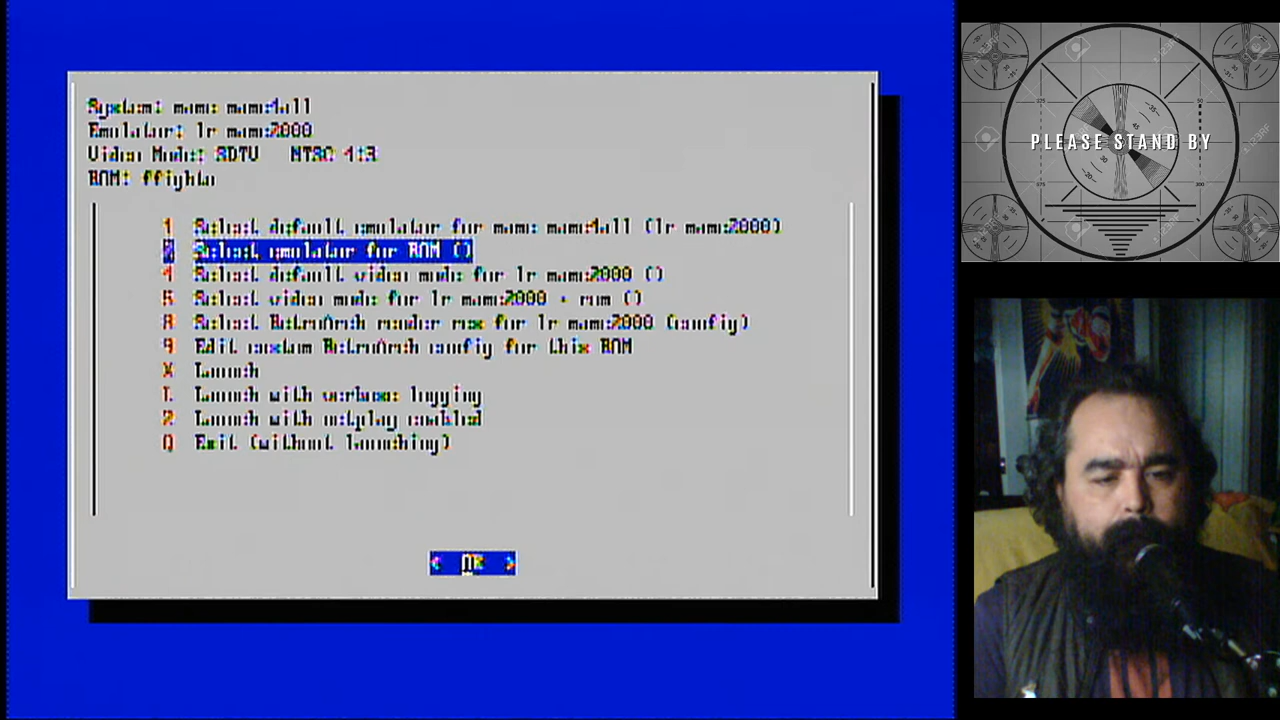 System: mame-mame4all
Emulator: lr-mame2000
Video Mode: SDTV - NTSC 4:3
ROM: ffighta
1 Select default emulator for mame-mame4all (lr-mame2000)
2 Select emulator for ROM ()
4 Select default video mode for lr-mame2000 ()
5 Select video mode for lr-mame2000 + rom ()
8 Select RetroArch render res for lr-mame2000 (config)
9 Edit custom RetroArch config for this ROM
X Launch
L Launch with verbose logging
Z Launch with netplay enabled
Q Exit (without launching)
< OK >
PLEASE STAND BY